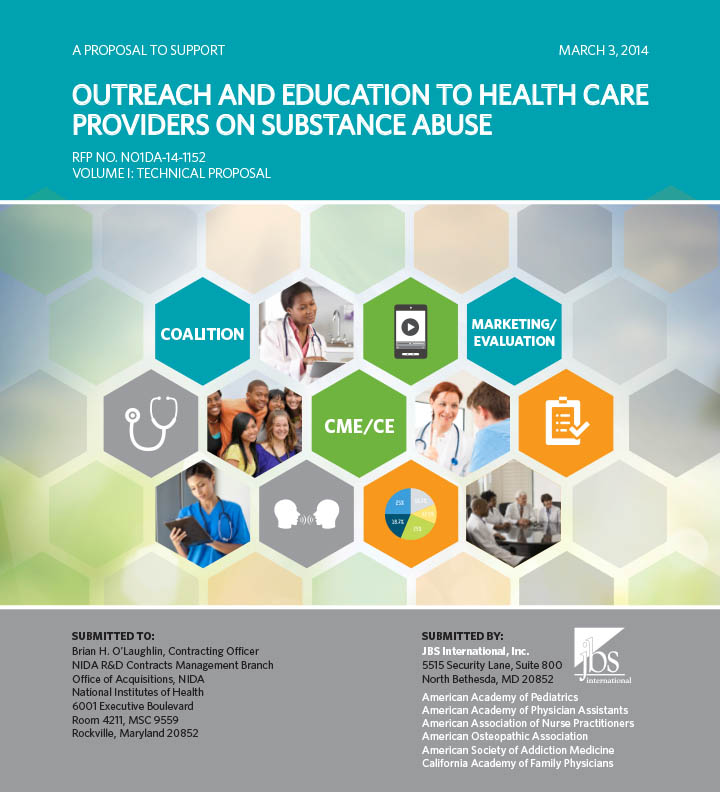 A PROPOSAL TO SUPPORT
MARCH 3, 2014
OUTREACH AND EDUCATION TO HEALTH CARE
PROVIDERS ON SUBSTANCE ABUSE
RFP NO. NO1DA-14-1152
VOLUME I: TECHNICAL PROPOSAL
COALITION
MARKETING/
EVALUATION
CME/CE
25%
16.7%
25%
SUBMITTED TO:
Brian H. O'Laughlin, Contracting Officer
NIDA R&D Contracts Management Branch
Office of Acquisitions, NIDA
National Institutes of Health
6001 Executive Boulevard
Room 4211, MSC 9559
Rockville, Maryland 20852
SUBMITTED BY:
JBS International, Inc.
5515 Security Lane, Suite 800
North Bethesda, MD 20852
jbs
international
American Academy of Pediatrics
American Academy of Physician Assistants
American Association of Nurse Practitioners
American Osteopathic Association
American Society of Addiction Medicine
California Academy of Family Physicians